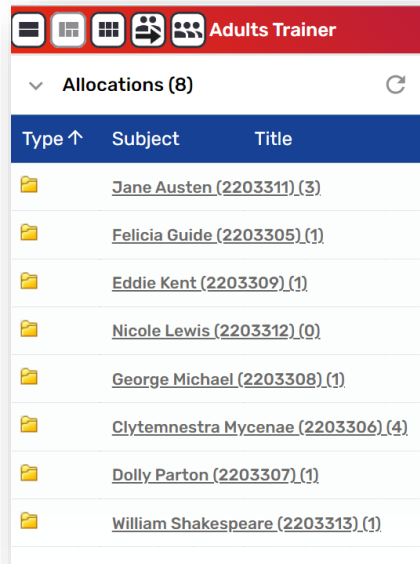 Adults Trainer
Allocations (8)
Type↑ Subject Title
Jane Austen (2203311) (3)
Felicia Guide (2203305) (1)
Eddie Kent (2203309) (1)
Nicole Lewis (2203312) (0)
George Michael (2203308) (1)
Clytemnestra Mycenae (2203306) (4)
Dolly Parton (2203307) (1)
William Shakespeare (2203313) (1)